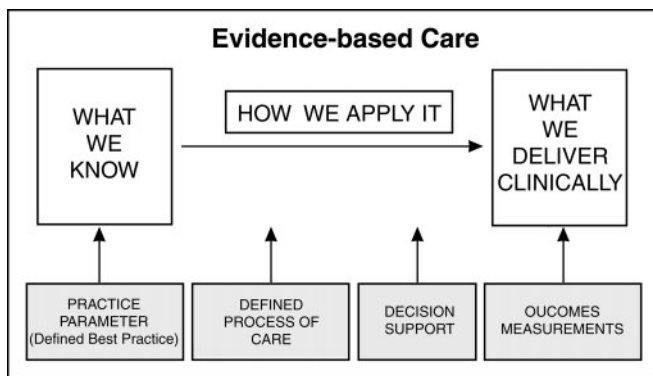 Evidence-based Care
WHAT
WE
KNOW
HOW WE APPLY IT
WHAT
WE
DELIVER
CLINICALLY
PRACTICE
PARAMETER
(Defined Best Practice)
DEFINED
PROCESS OF
CARE
DECISION
SUPPORT
OUCOMES
MEASUREMENTS